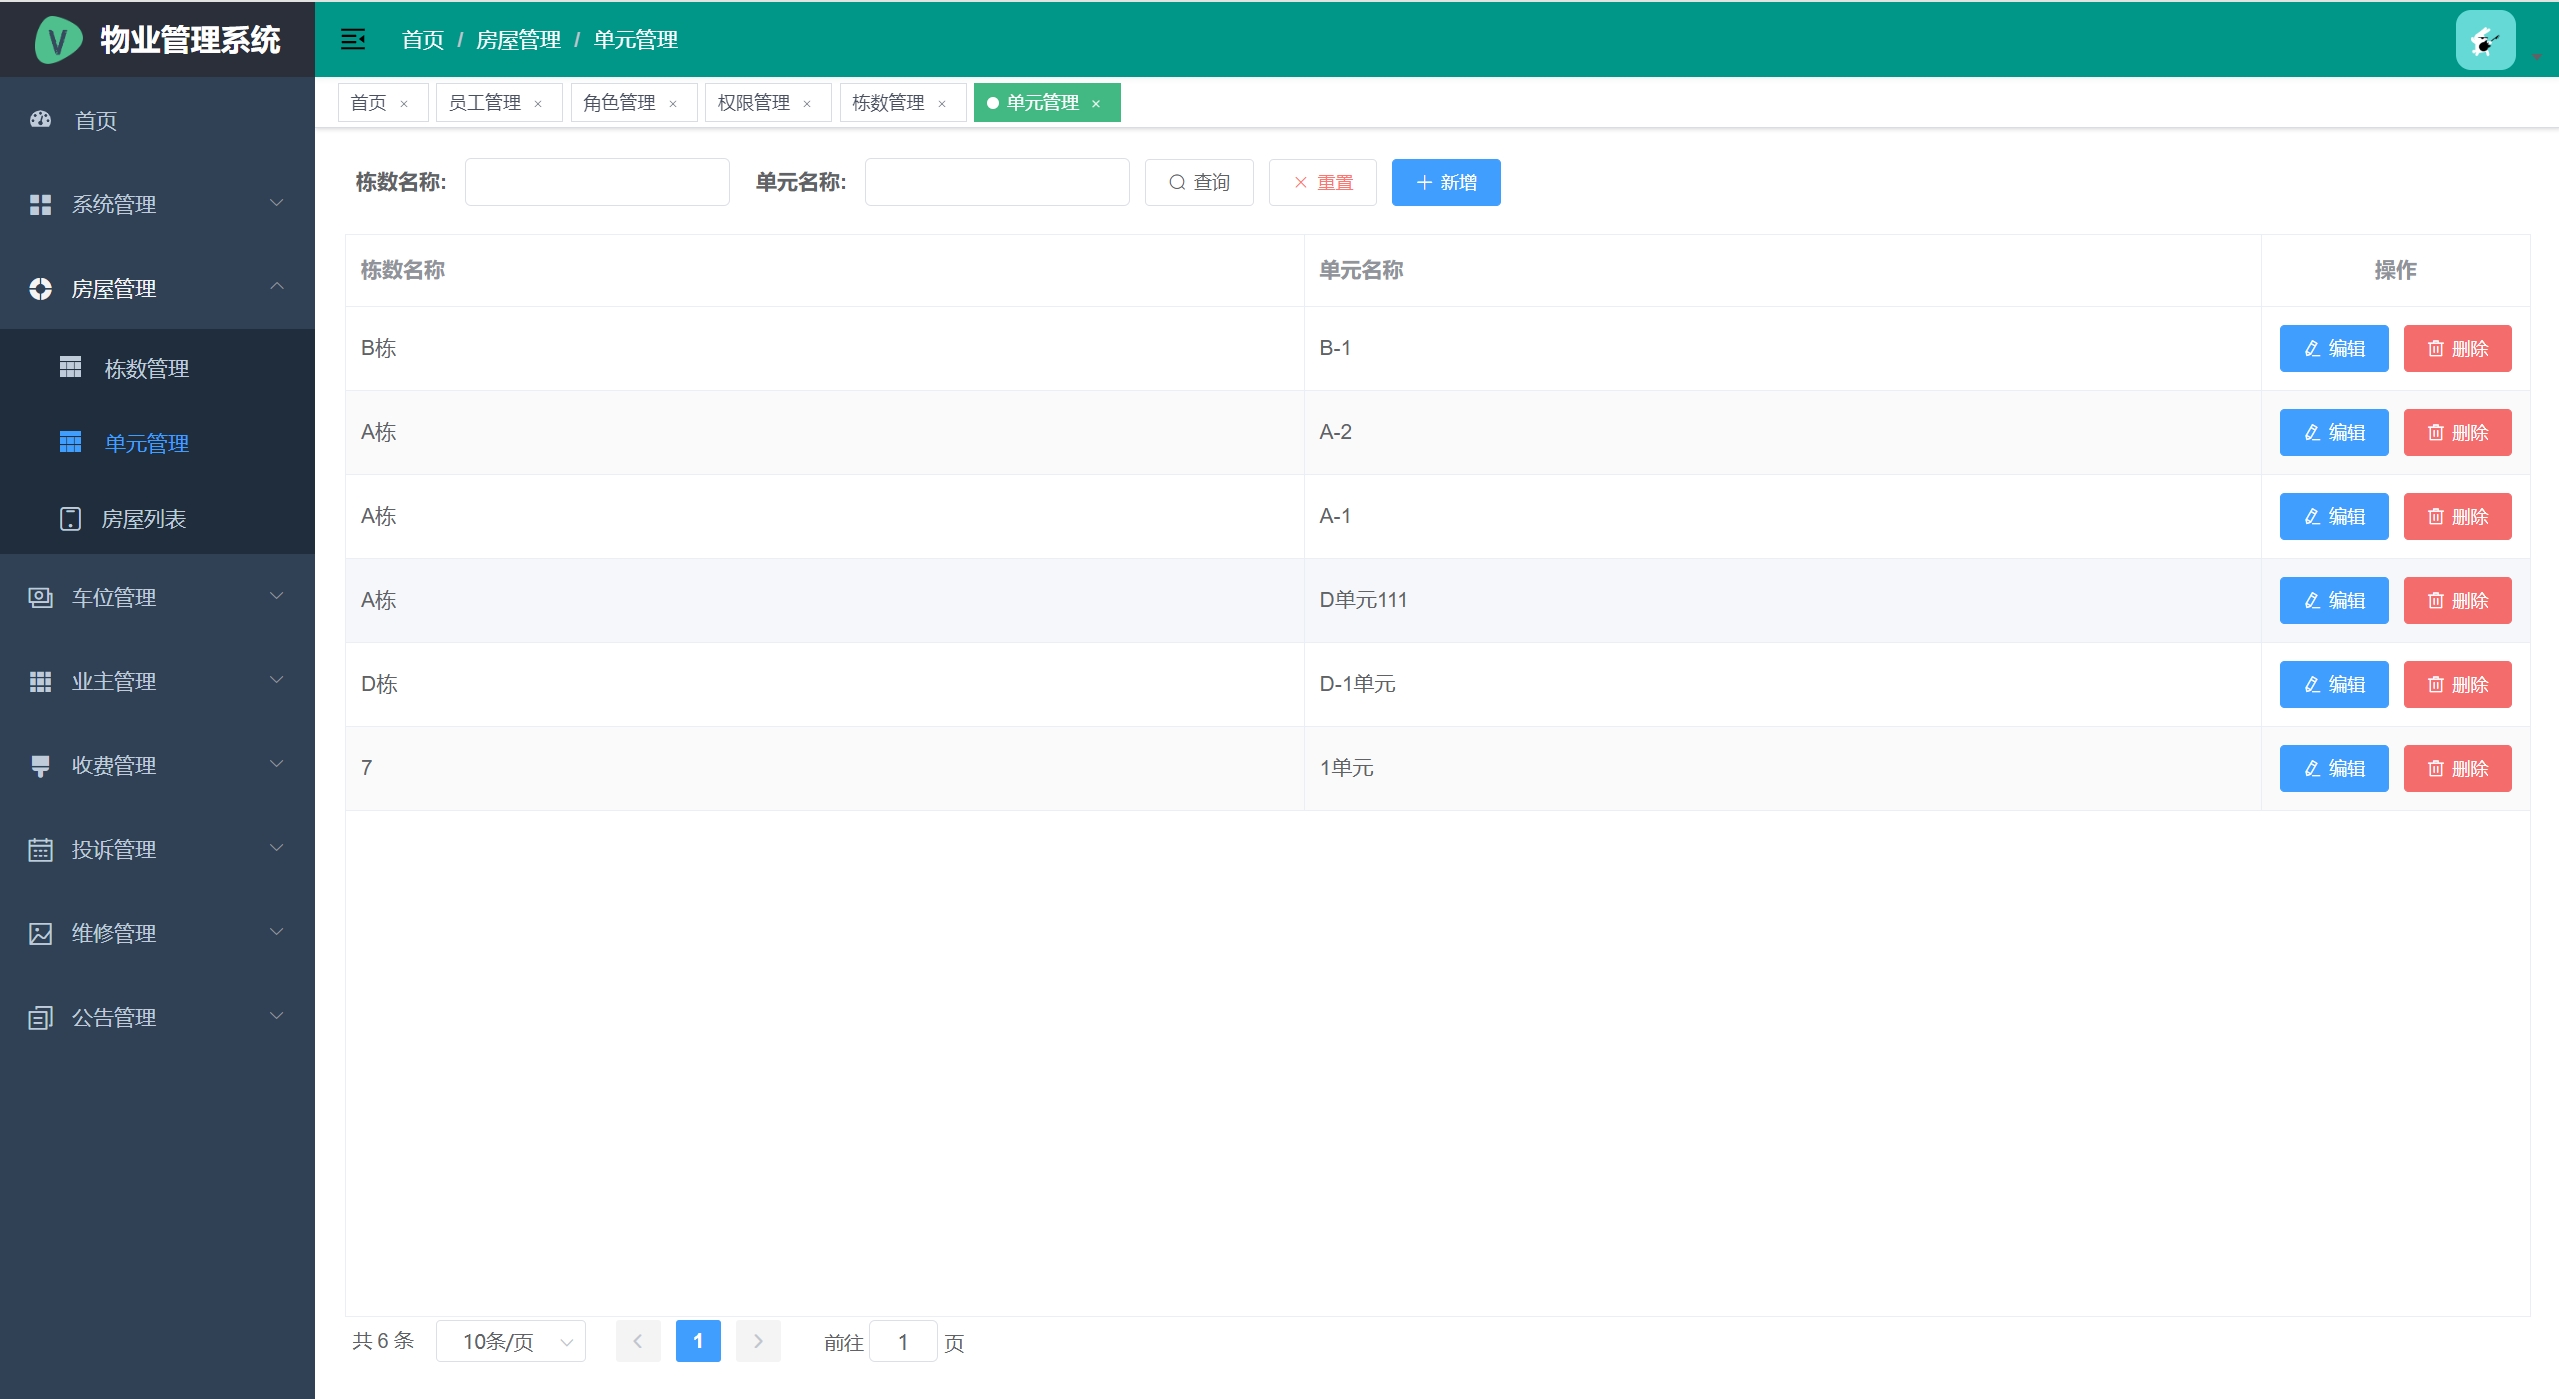 物业管理系统
首页 / 房屋管理 / 单元管理
首页 × 员工管理 × 角色管理 × 权限管理 × 栋数管理 × 单元管理 ×
首页
系统管理
房屋管理
栋数管理
单元管理
房屋列表
车位管理
业主管理
收费管理
投诉管理
维修管理
公告管理
栋数名称: 单元名称: 查询 重置 新增
栋数名称 单元名称 操作
B栋 B-1 编辑 删除
A栋 A-2 编辑 删除
A栋 A-1 编辑 删除
A栋 D单元111 编辑 删除
D栋 D-1单元 编辑 删除
7 1单元 编辑 删除
共 6 条 10条/页 1 前往 1 页